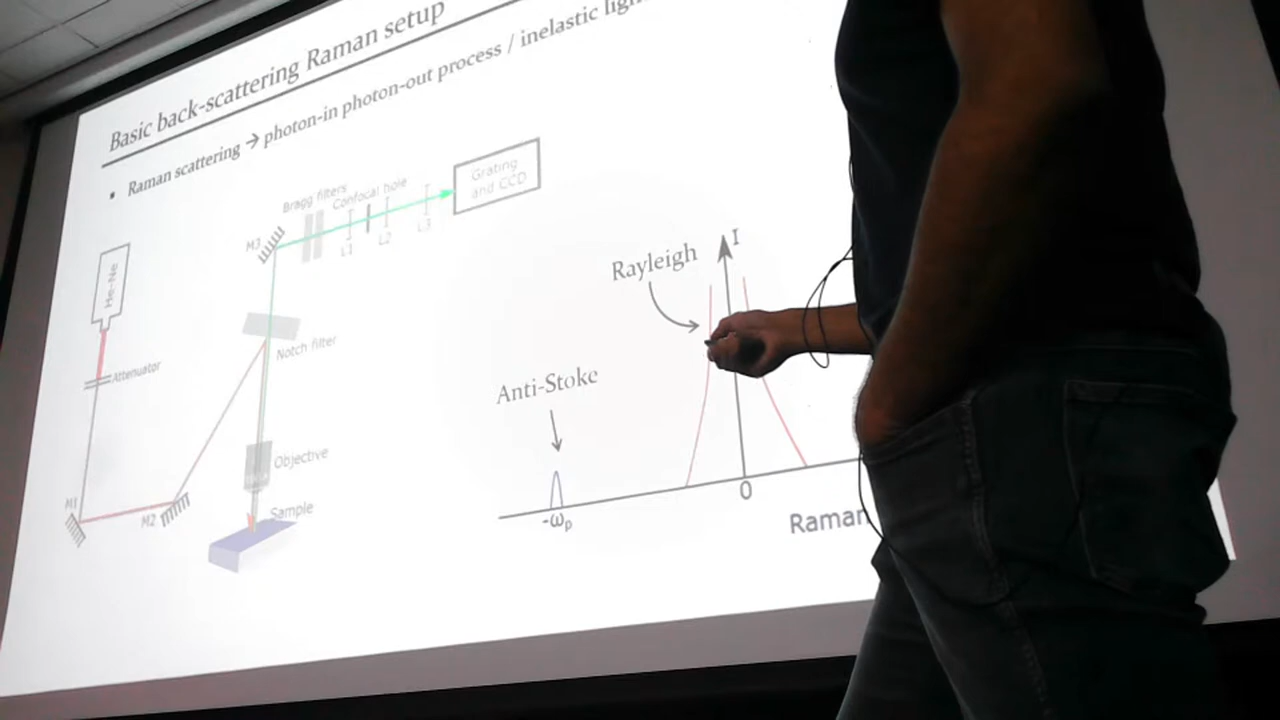 Basic back-scattering Raman setup
• Raman scattering → photon-in photon-out process / inelastic
Grating
and CCD
Bragg filters
Confocal hole
M3
L1
L2
L3
He-Ne
I
Rayleigh
Notch filter
Attenuator
Anti-Stoke
Objective
M1
M2
Sample
0
-ωp
Raman